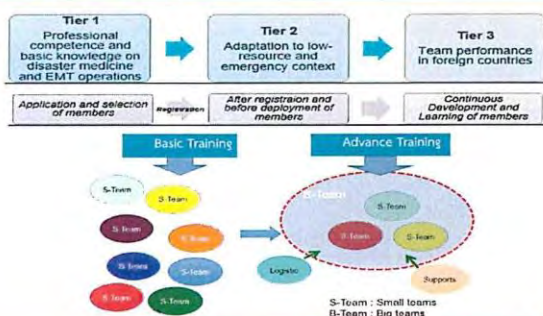 Tier 1
Professional
competence and
basic knowledge on
disaster medicine
and EMT operations
Tier 2
Adaptation to low-
resource and
emergency context
Tier 3
Team performance
in foreign countries
Application and selection
of members
Registration
After registraion and
before deployment of
members
Continuous
Development and
Learning of members
Basic Training
Advance Training
S-Team
S-Team
S-Team
S-Team
S-Team
S-Team
S-Team
S-Team
B-Team
S-Team
S-Team
S-Team
Logistic
Supports
S-Team : Small teams
B-Team : Big teams